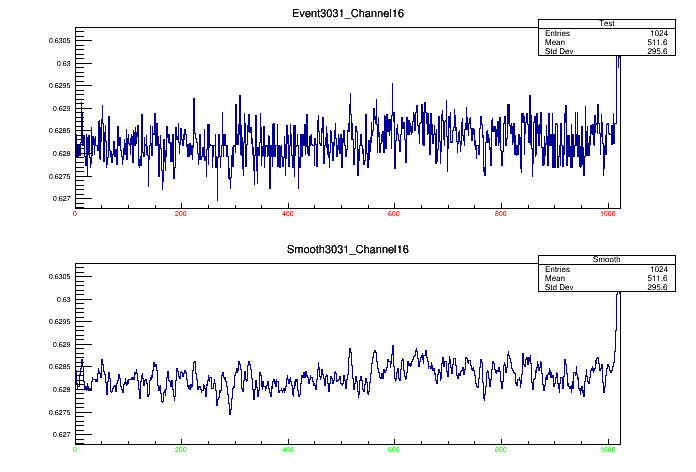 Event3031_Channel16
Test
Entries 1024
Mean 511.6
Std Dev 295.6
0.6305
0.63
0.6295
0.629
0.6285
0.628
0.6275
0.627
0 200 400 600 800 1000
Smooth3031_Channel16
Smooth
Entries 1024
Mean 511.6
Std Dev 295.6
0.6305
0.63
0.6295
0.629
0.6285
0.628
0.6275
0.627
0 200 400 600 800 1000